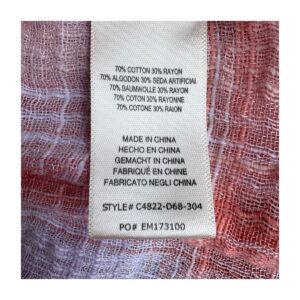 70% COTTON 30% RAYON
70% ALGODON 30% SEDA ARTIFICIAL
70% BAUMWOLLE 30% RAYON
70% COTON 30% RAYONNE
70% COTONE 30% RAION
MADE IN CHINA
HECHO EN CHINA
GEMACHT IN CHINA
FABRIQUÉ EN CHINE
FABRICATO NEGLI CHINA
STYLE# C4822-D68-304
PO# EM173100